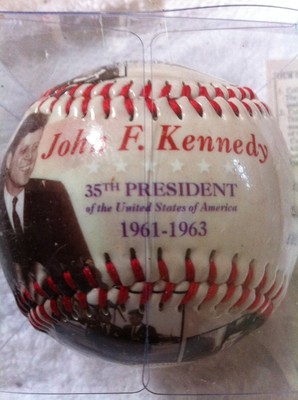 John F. Kennedy
35TH PRESIDENT
of the United States of America
1961-1963